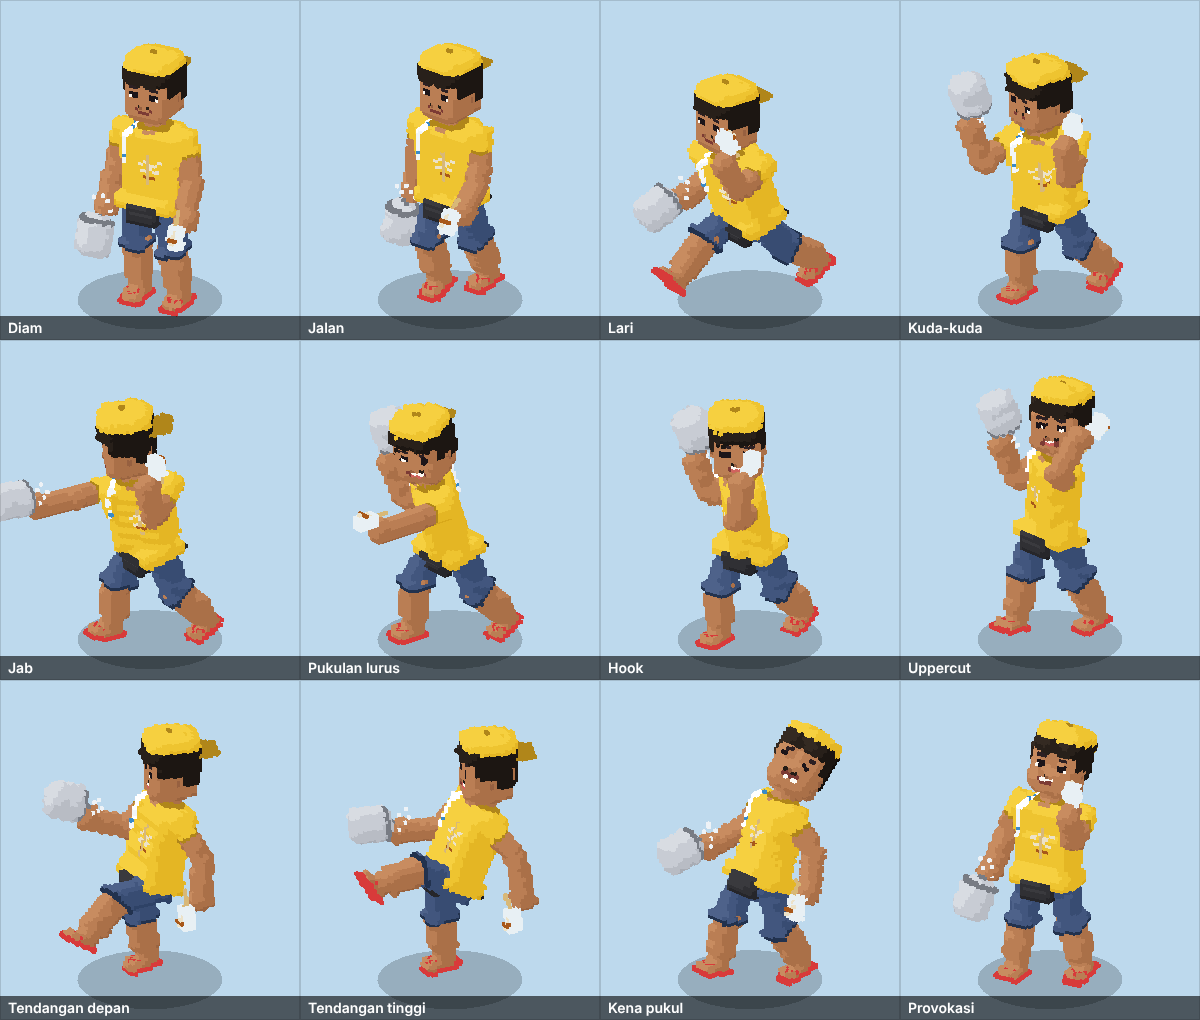 Diam
Jalan
Lari
Kuda-kuda
Jab
Pukulan lurus
Hook
Uppercut
Tendangan depan
Tendangan tinggi
Kena pukul
Provokasi